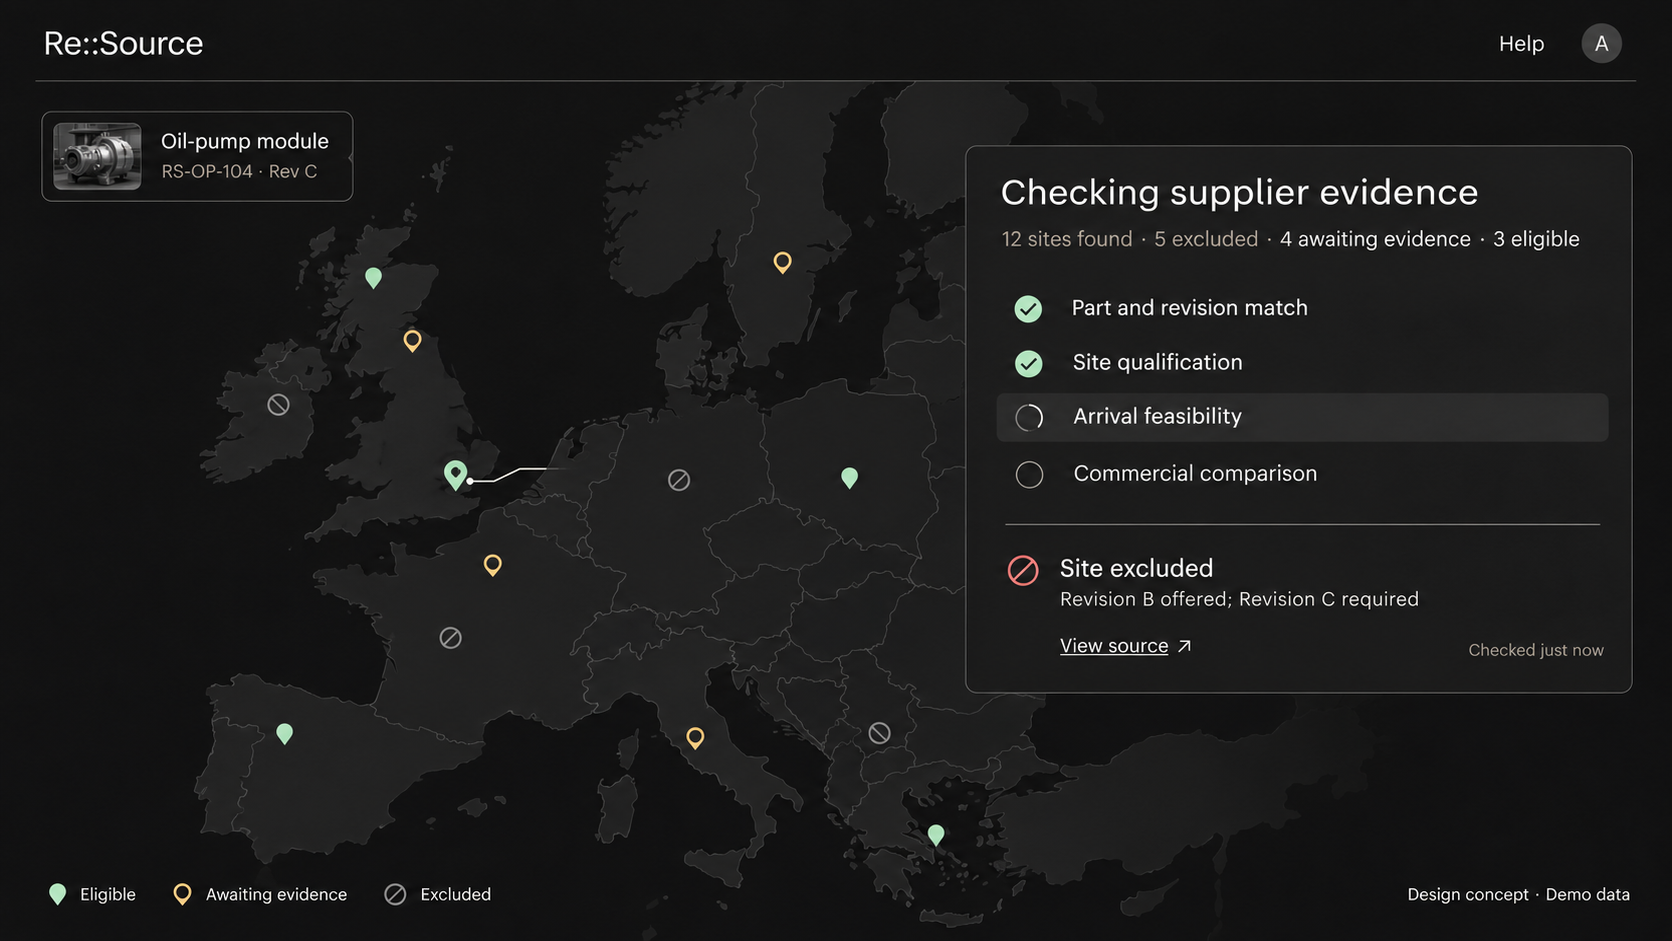 Re::Source
Help
A
Oil-pump module
RS-OP-104 · Rev C
Checking supplier evidence
12 sites found · 5 excluded · 4 awaiting evidence · 3 eligible
Part and revision match
Site qualification
Arrival feasibility
Commercial comparison
Site excluded
Revision B offered; Revision C required
View source ↗
Checked just now
Eligible
Awaiting evidence
Excluded
Design concept · Demo data